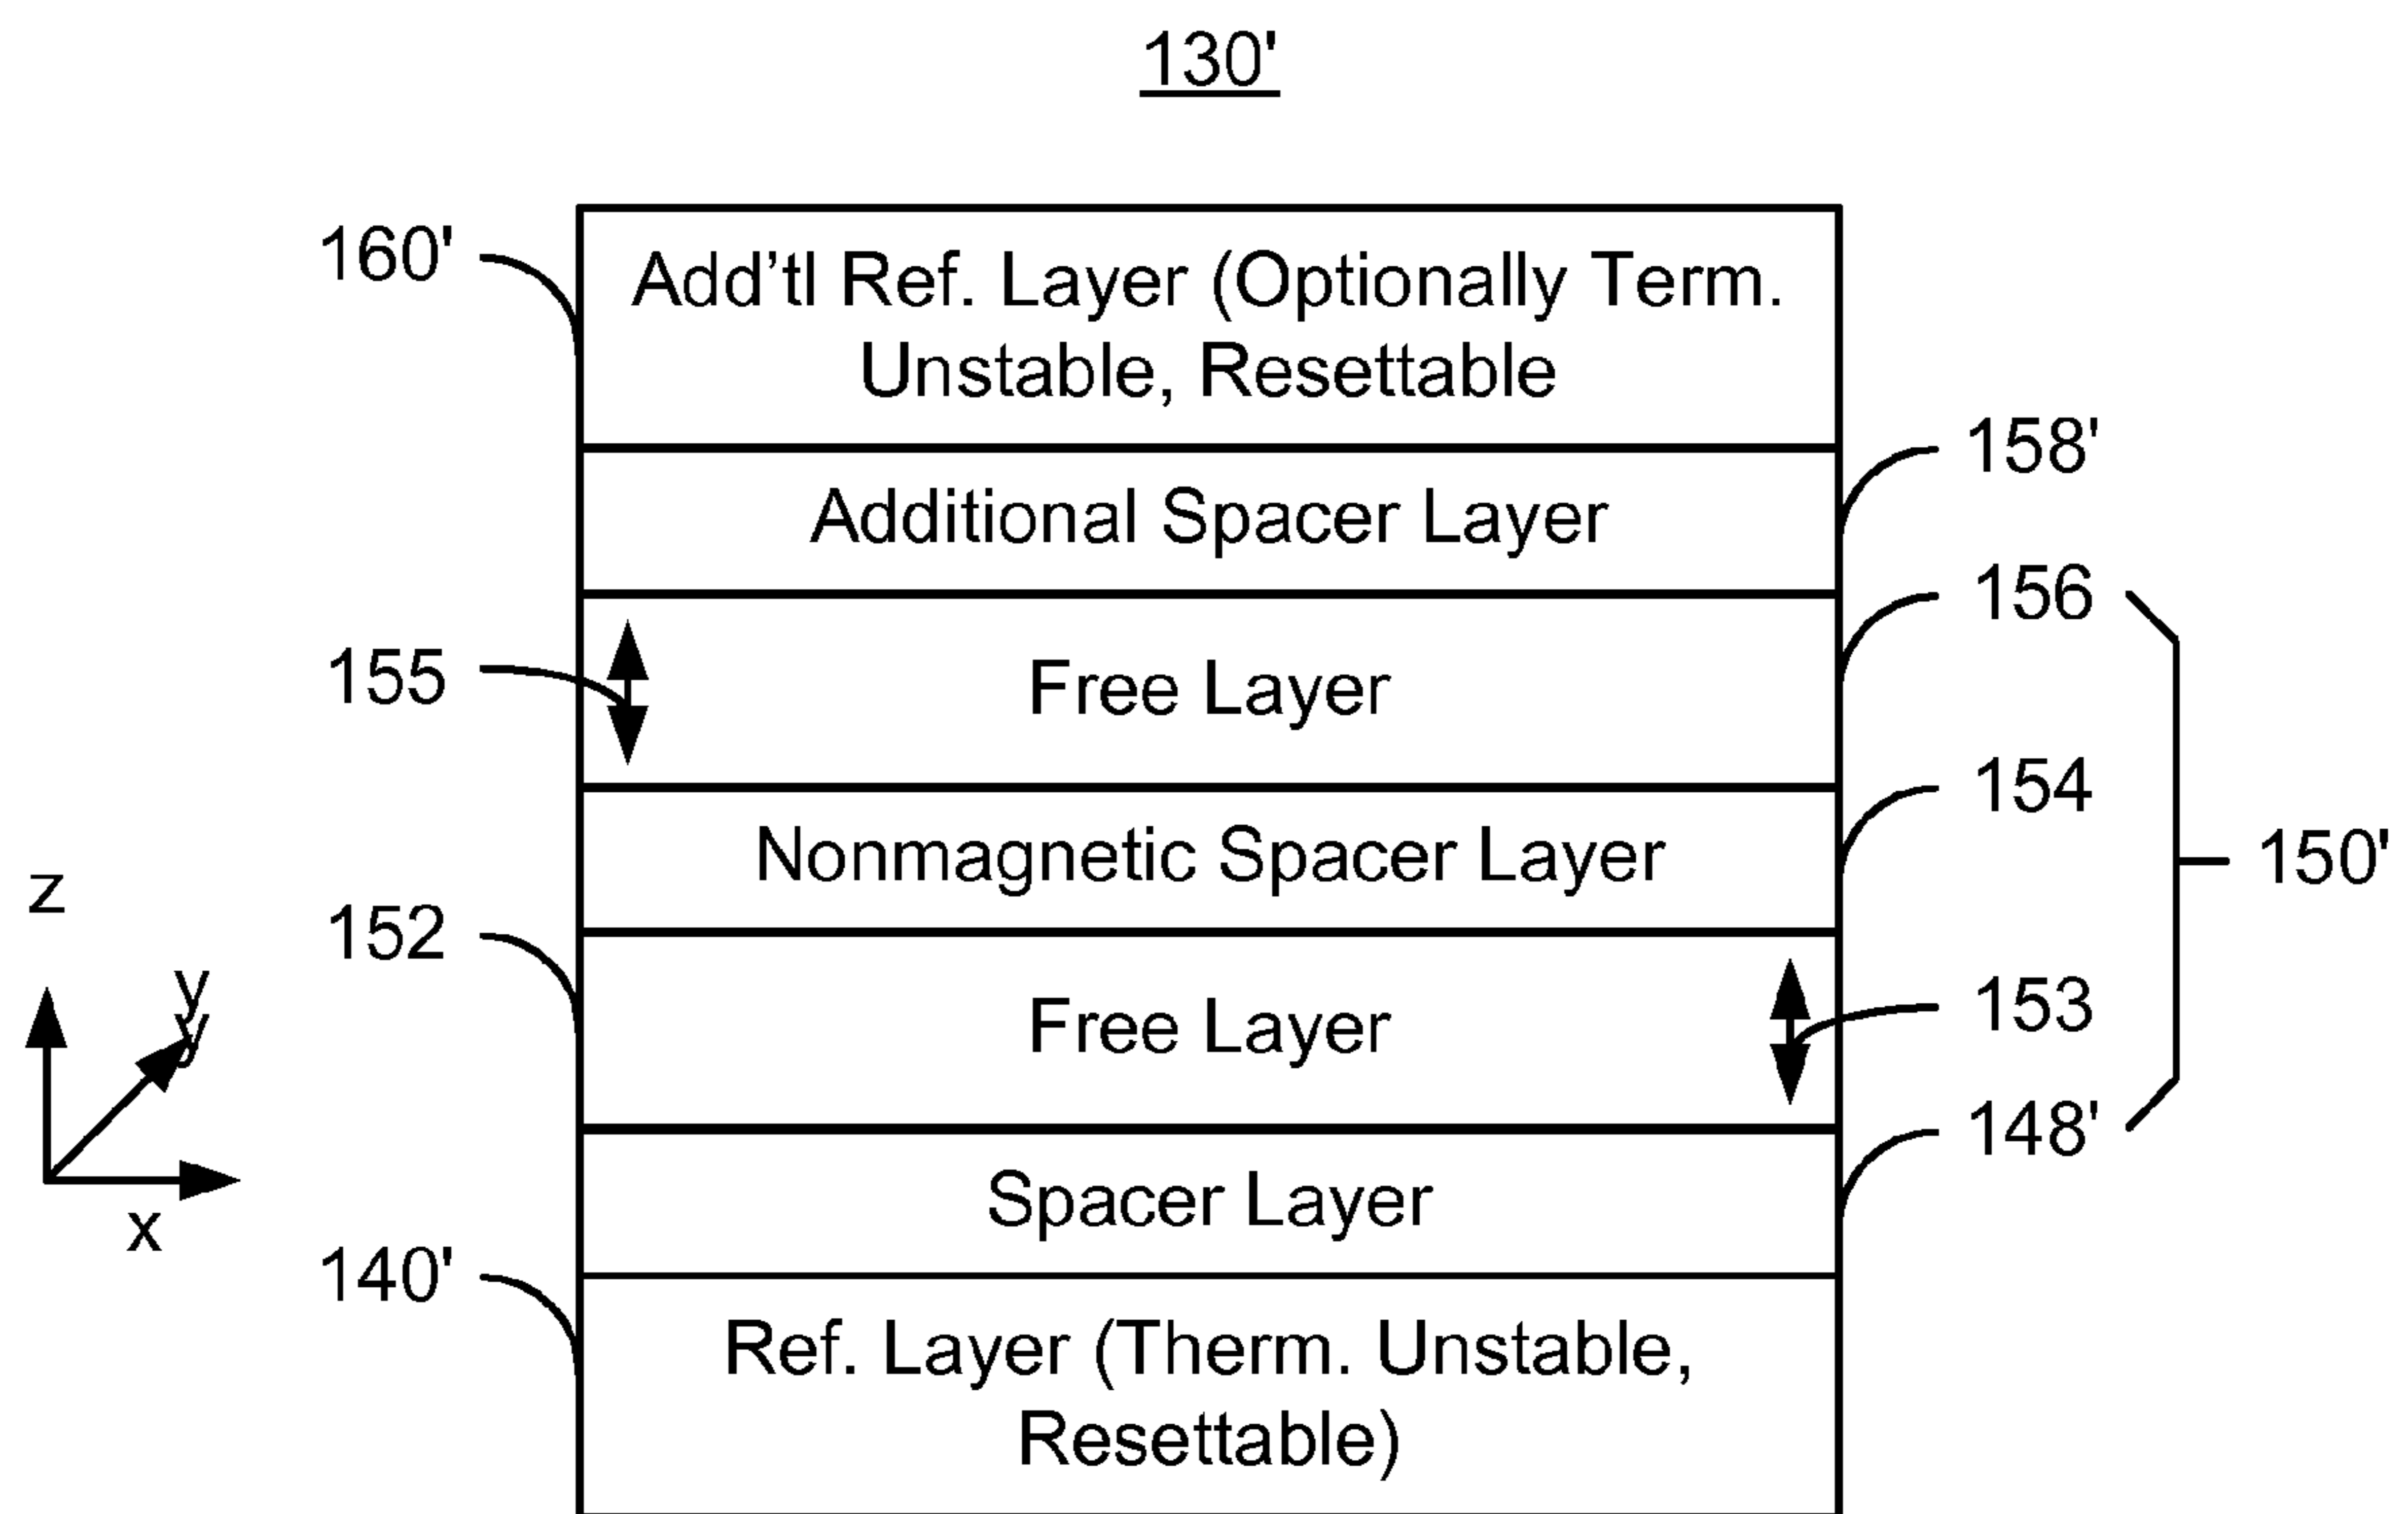 130'
160'
Add'tl Ref. Layer (Optionally Term.
Unstable, Resettable
158'
Additional Spacer Layer
156
155
Free Layer
154
Nonmagnetic Spacer Layer
150'
z
152
y
y
153
Free Layer
148'
Spacer Layer
x
140'
Ref. Layer (Therm. Unstable,
Resettable)